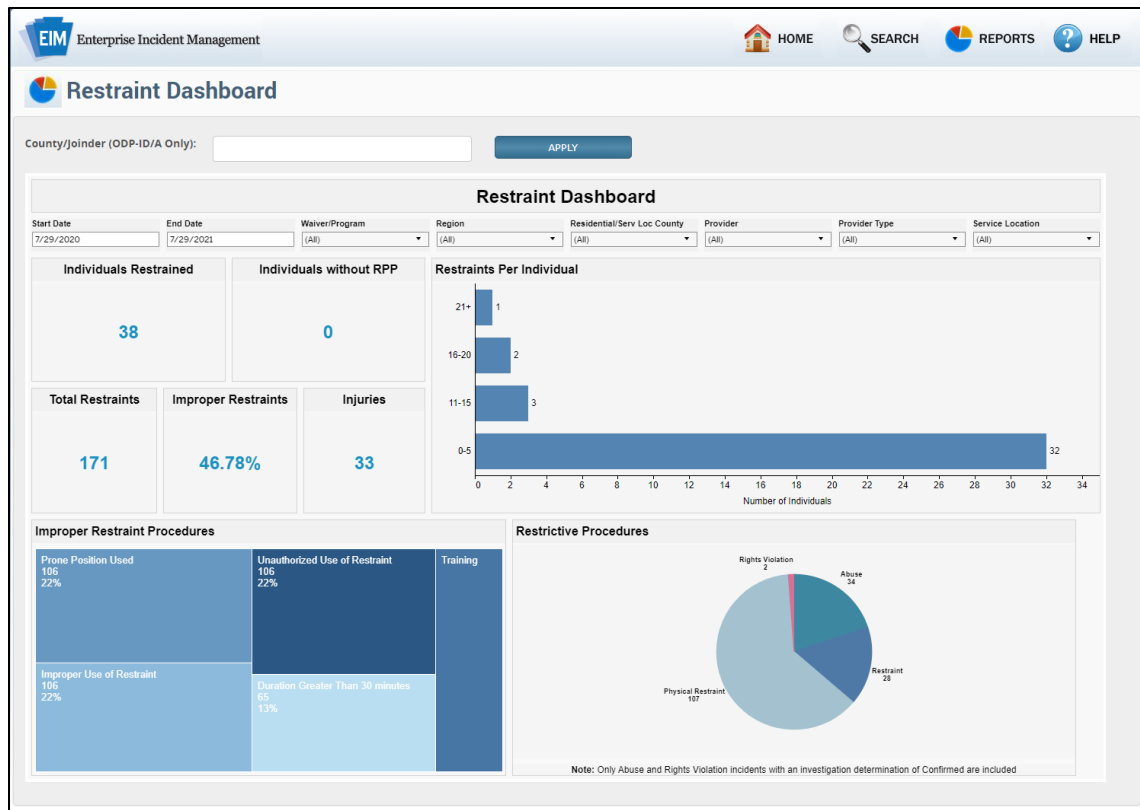 EIM Enterprise Incident Management
HOME
SEARCH
REPORTS
HELP
Restraint Dashboard
County/Joinder (ODP-ID/A Only):
APPLY
Restraint Dashboard
Start Date
End Date
Waiver/Program
Region
Residential/Serv Loc County
Provider
Provider Type
Service Location
7/29/2020
7/29/2021
(All)
(All)
(All)
(All)
(All)
(All)
Individuals Restrained
38
Individuals without RPP
0
Total Restraints
171
Improper Restraints
46.78%
Injuries
33
Restraints Per Individual
21+ 1
16-20 2
11-15 3
0-5 32
0 2 4 6 8 10 12 14 16 18 20 22 24 26 28 30 32 34
Number of Individuals
Improper Restraint Procedures
Prone Position Used
106
22%
Improper Use of Restraint
106
22%
Unauthorized Use of Restraint
106
22%
Duration Greater Than 30 minutes
65
13%
Training
Restrictive Procedures
Rights Violation
2
Abuse
34
Restraint
28
Physical Restraint
107
Note: Only Abuse and Rights Violation incidents with an investigation determination of Confirmed are included